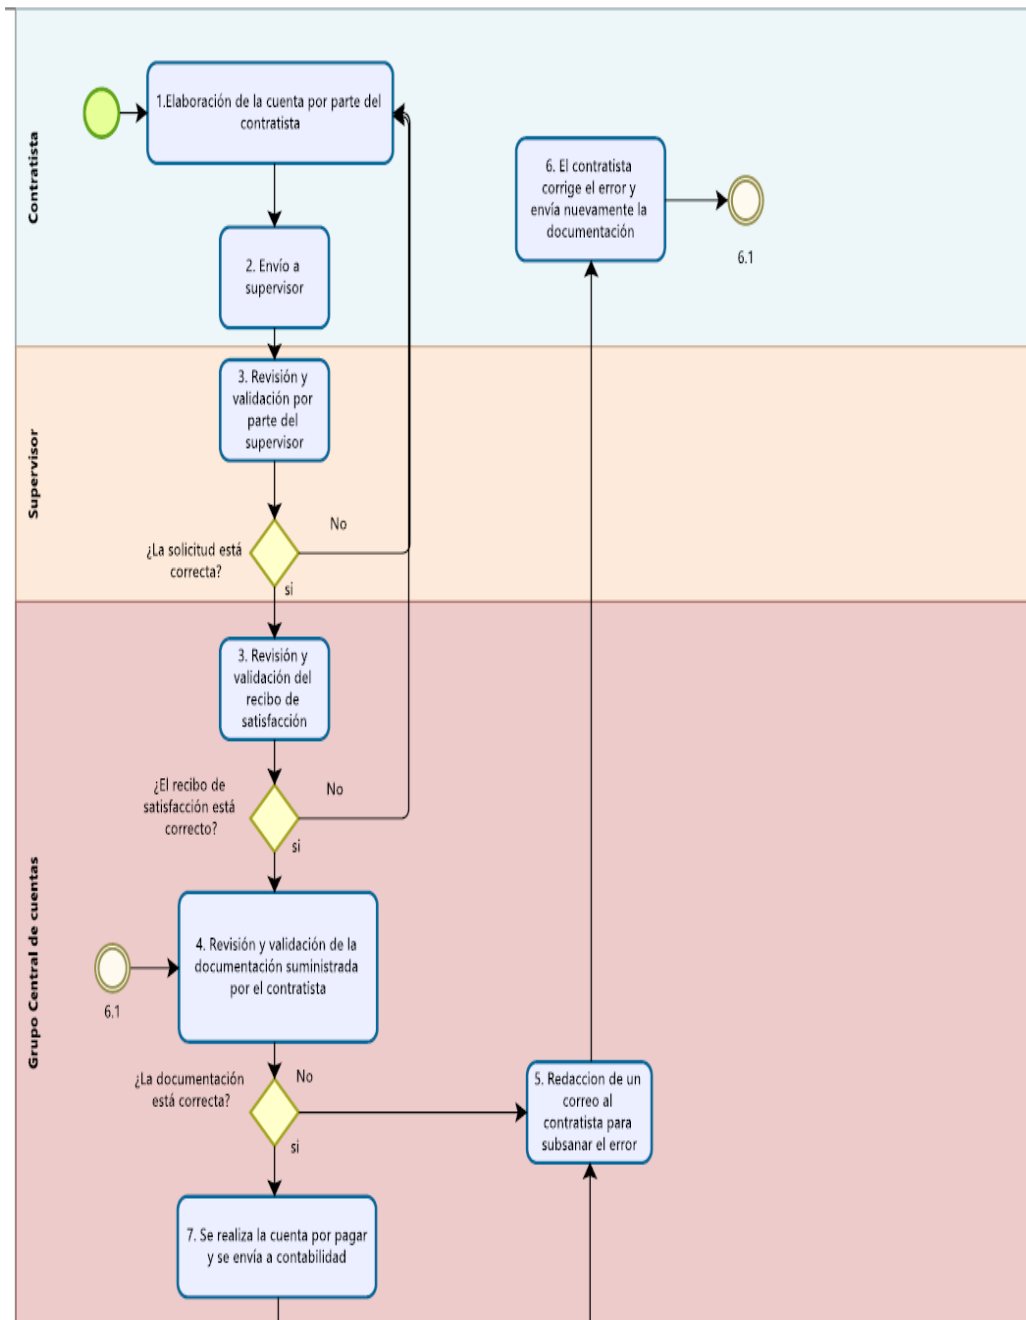 Contratista
1.Elaboración de la cuenta por parte del
contratista
2. Envío a
supervisor
6. El contratista
corrige el error y
envía nuevamente la
documentación
6.1
Supervisor
3. Revisión y
validación por
parte del
supervisor
¿La solicitud está
correcta?
No
si
Grupo Central de cuentas
3. Revisión y
validación del
recibo de
satisfacción
¿El recibo de
satisfacción está
correcto?
No
si
4. Revisión y validación de la
documentación suministrada
por el contratista
6.1
¿La documentación
está correcta?
No
si
5. Redaccion de un
correo al
contratista para
subsanar el error
7. Se realiza la cuenta por pagar
y se envía a contabilidad